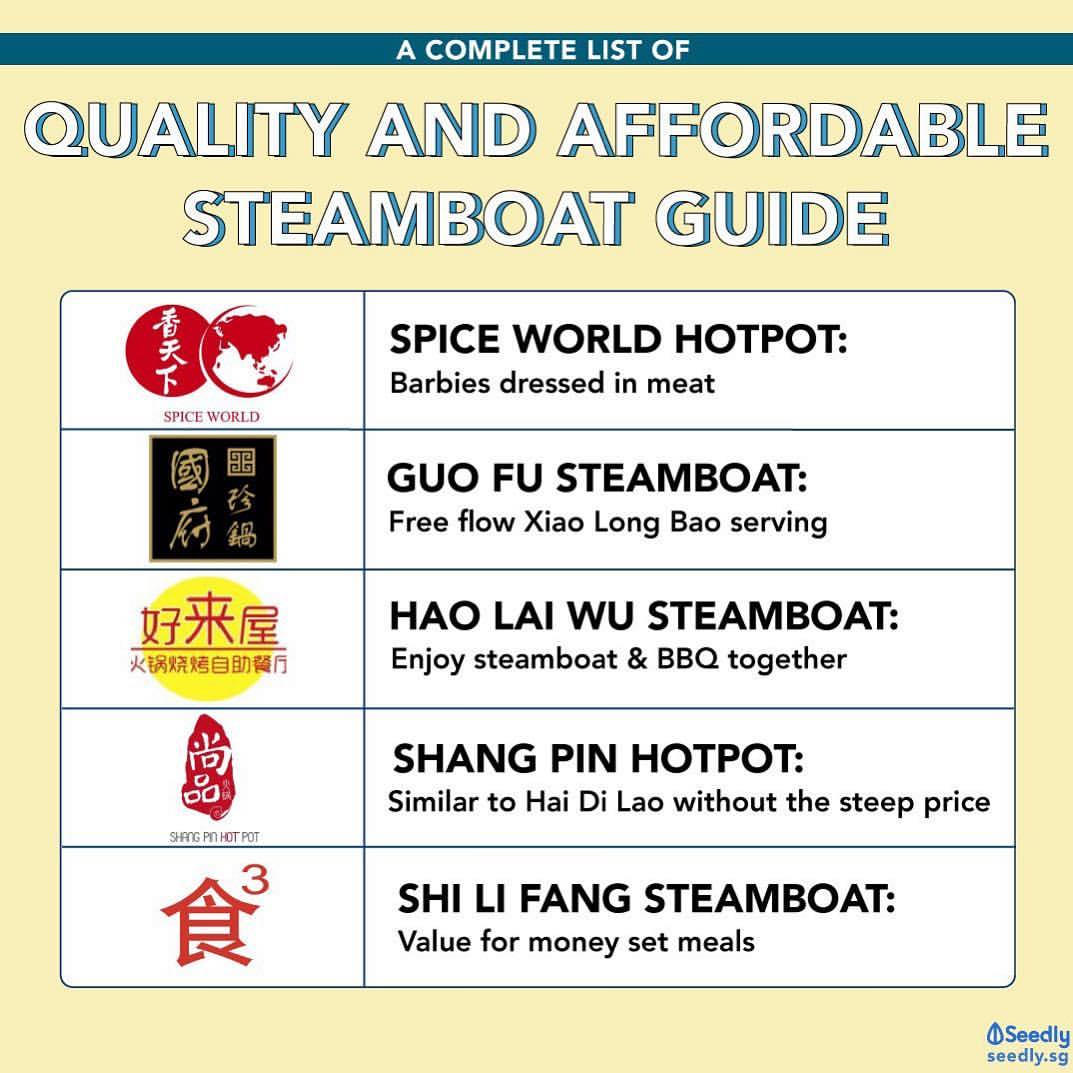 A COMPLETE LIST OF
QUALITY AND AFFORDABLE
STEAMBOAT GUIDE
香天下
SPICE WORLD
SPICE WORLD HOTPOT:
Barbies dressed in meat
國府
珍鍋
GUO FU STEAMBOAT:
Free flow Xiao Long Bao serving
好来屋
火锅烧烤自助餐厅
HAO LAI WU STEAMBOAT:
Enjoy steamboat & BBQ together
尚品
火锅
SHANG PIN HOT POT
SHANG PIN HOTPOT:
Similar to Hai Di Lao without the steep price
食3
SHI LI FANG STEAMBOAT:
Value for money set meals
Seedly
seedly.sg